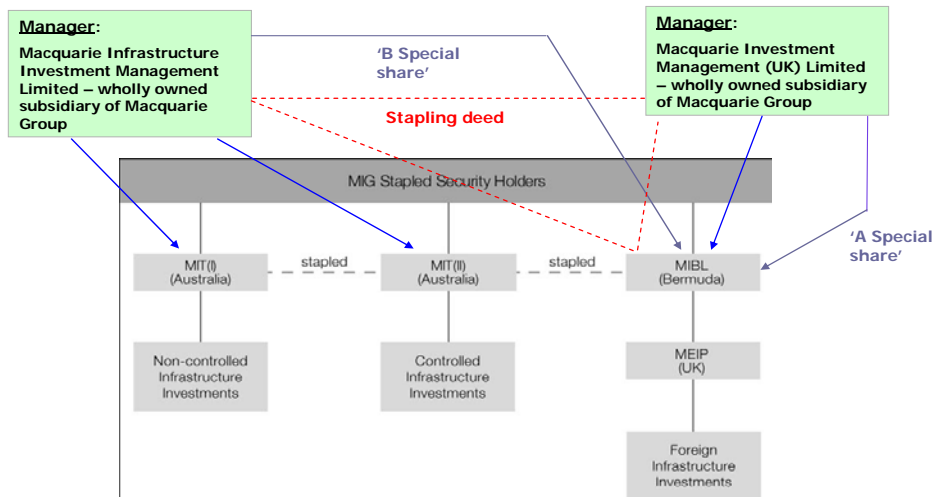 Manager:
Macquarie Infrastructure
Investment Management
Limited – wholly owned
subsidiary of Macquarie
Group
'B Special
share'
Manager:
Macquarie Investment
Management (UK) Limited
– wholly owned subsidiary
of Macquarie Group
Stapling deed
MIG Stapled Security Holders
'A Special
share'
MIT(I)
(Australia)
stapled
MIT(II)
(Australia)
stapled
MIBL
(Bermuda)
Non-controlled
Infrastructure
Investments
Controlled
Infrastructure
Investments
MEIP
(UK)
Foreign
Infrastructure
Investments